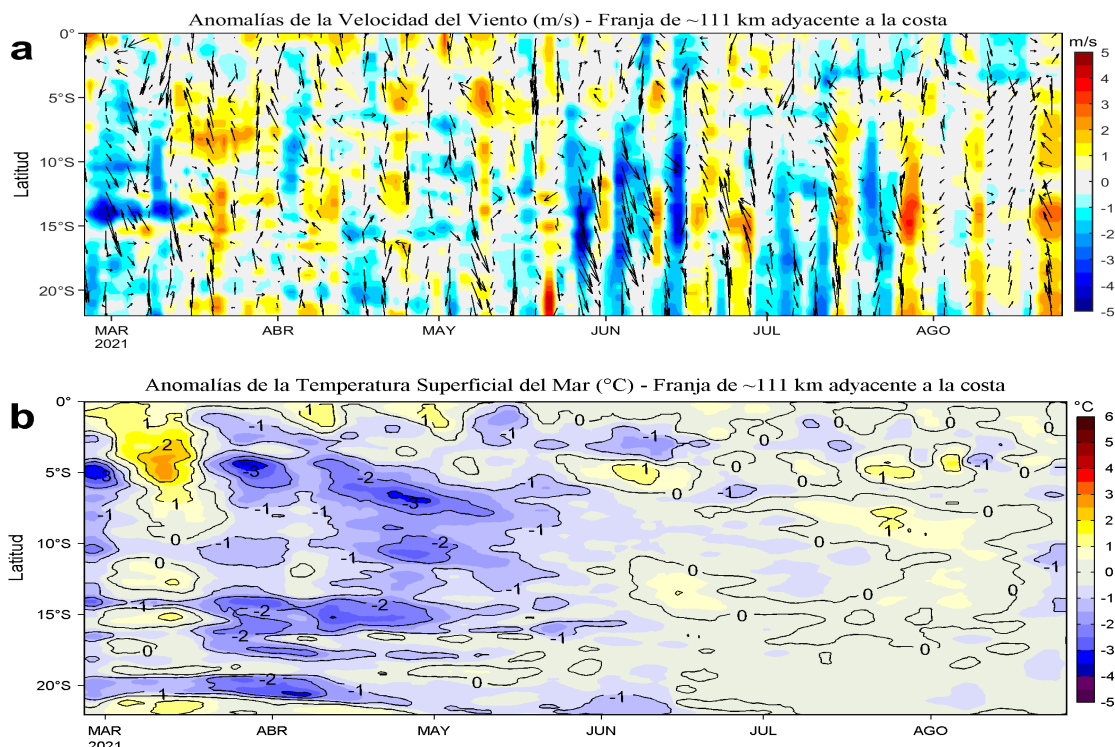 Anomalías de la Velocidad del Viento (m/s) - Franja de ~111 km adyacente a la costa
a
m/s
Latitud
0°
5°S
10°S
15°S
20°S
5
4
3
2
1
0
-1
-2
-3
-4
-5
MAR ABR MAY JUN JUL AGO
2021
Anomalías de la Temperatura Superficial del Mar (°C) - Franja de ~111 km adyacente a la costa
b
°C
Latitud
0°
5°S
10°S
15°S
20°S
6
5
4
3
2
1
0
-1
-2
-3
-4
-5
MAR ABR MAY JUN JUL AGO
2021